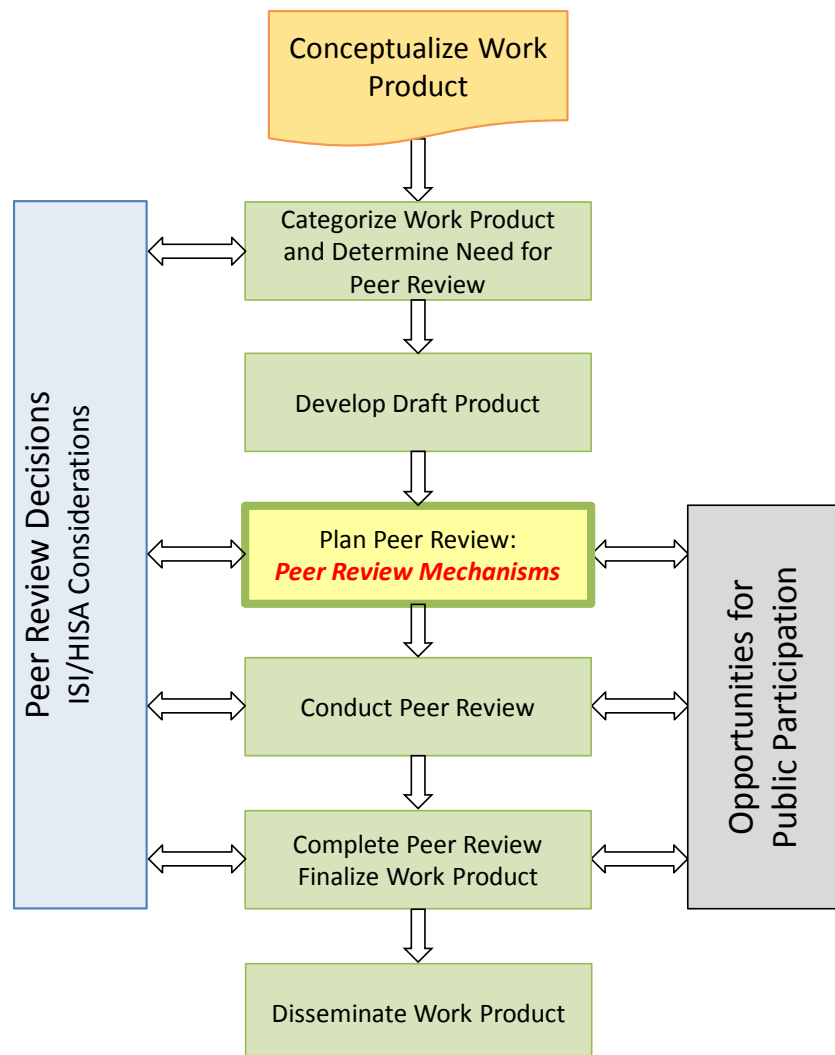 Conceptualize Work
Product
Categorize Work Product
and Determine Need for
Peer Review
Develop Draft Product
Plan Peer Review:
Peer Review Mechanisms
Conduct Peer Review
Complete Peer Review
Finalize Work Product
Disseminate Work Product
Peer Review Decisions
ISI/HISA Considerations
Opportunities for
Public Participation